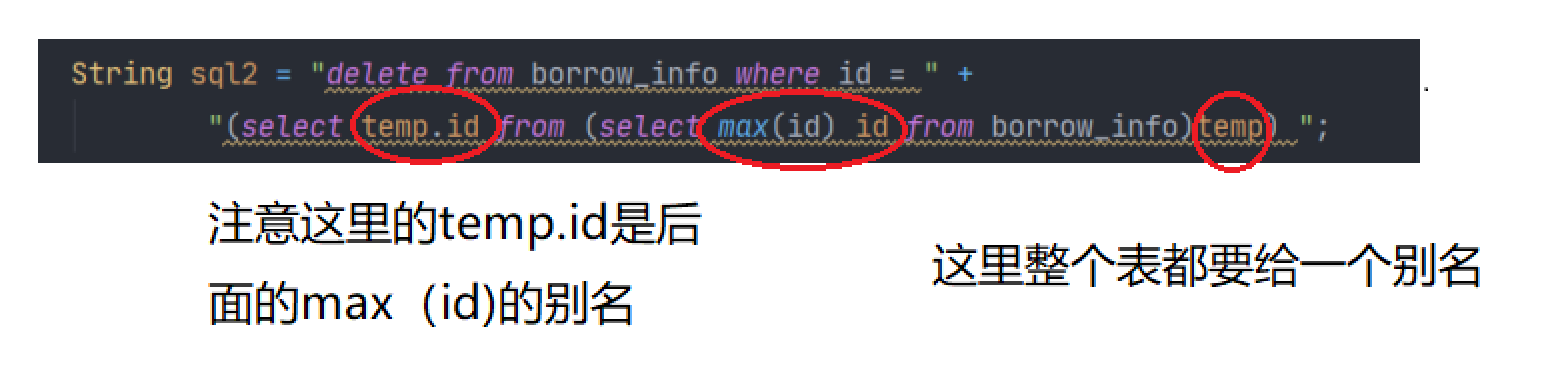 String sql2 = "delete from borrow_info where id = " +
"(select temp.id from (select max(id) id from borrow_info)temp) ";
注意这里的temp.id是后
面的max（id)的别名
这里整个表都要给一个别名